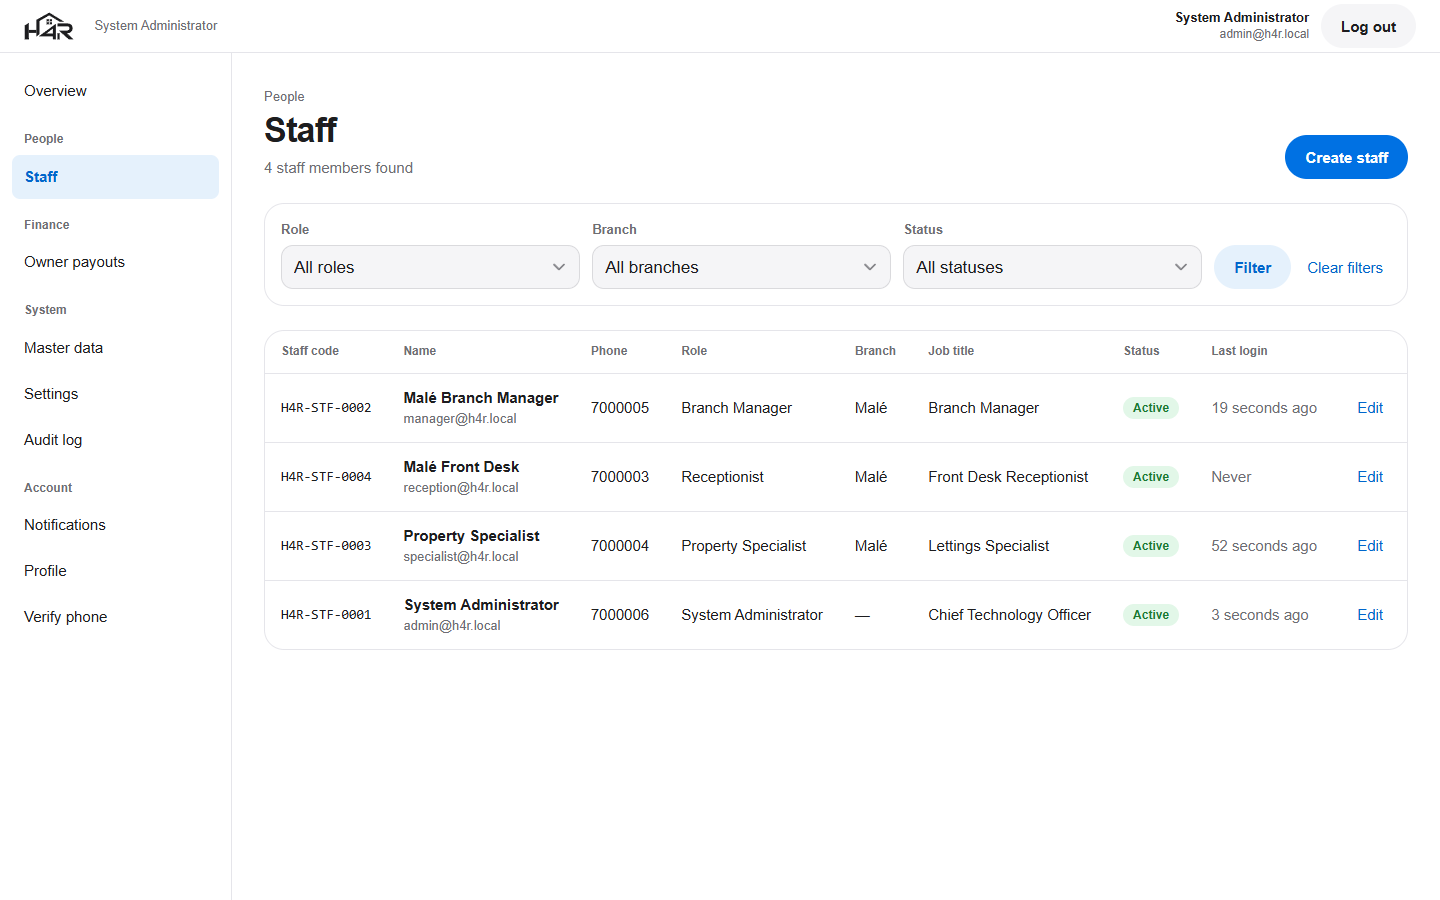 H4R
System Administrator
System Administrator
admin@h4r.local
Log out
Overview
People
Staff
Finance
Owner payouts
System
Master data
Settings
Audit log
Account
Notifications
Profile
Verify phone
People
Staff
4 staff members found
Create staff
Role
Branch
Status
All roles
All branches
All statuses
Filter
Clear filters
Staff code Name Phone Role Branch Job title Status Last login
H4R-STF-0002 Malé Branch Manager 7000005 Branch Manager Malé Branch Manager Active 19 seconds ago Edit
manager@h4r.local
H4R-STF-0004 Malé Front Desk 7000003 Receptionist Malé Front Desk Receptionist Active Never Edit
reception@h4r.local
H4R-STF-0003 Property Specialist 7000004 Property Specialist Malé Lettings Specialist Active 52 seconds ago Edit
specialist@h4r.local
H4R-STF-0001 System Administrator 7000006 System Administrator — Chief Technology Officer Active 3 seconds ago Edit
admin@h4r.local